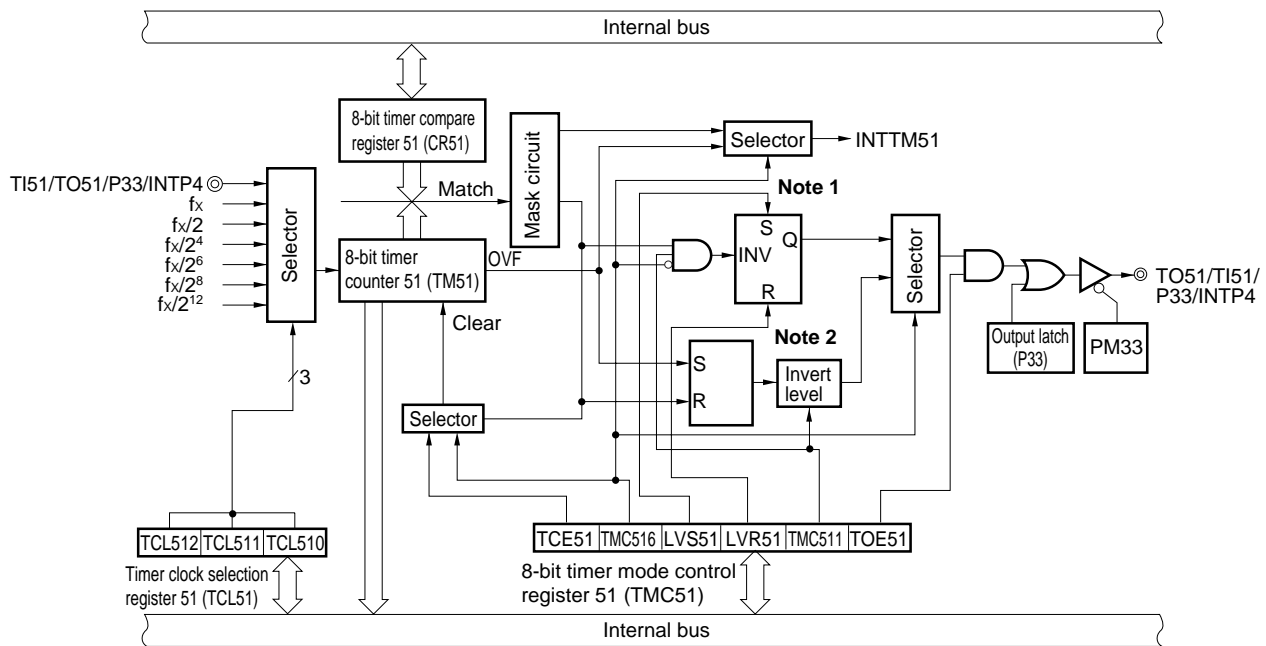 Internal bus
8-bit timer compare
register 51 (CR51)
Mask circuit
Selector
INTTM51
TI51/TO51/P33/INTP4
Match
Note 1
fX
fX/2
fX/2⁴
fX/2⁶
fX/2⁸
fX/2¹²
Selector
8-bit timer
counter 51 (TM51)
OVF
Clear
S
Q
INV
R
Selector
TO51/TI51/
P33/INTP4
Note 2
Output latch
(P33)
PM33
S
R
Invert
level
3
Selector
TCL512 TCL511 TCL510
Timer clock selection
register 51 (TCL51)
TCE51 TMC516 LVS51 LVR51 TMC511 TOE51
8-bit timer mode control
register 51 (TMC51)
Internal bus